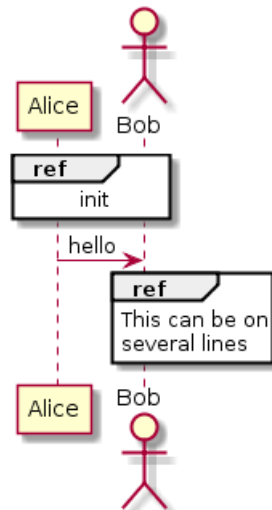 Alice
Bob
ref
init
hello
ref
This can be on
several lines
Alice
Bob